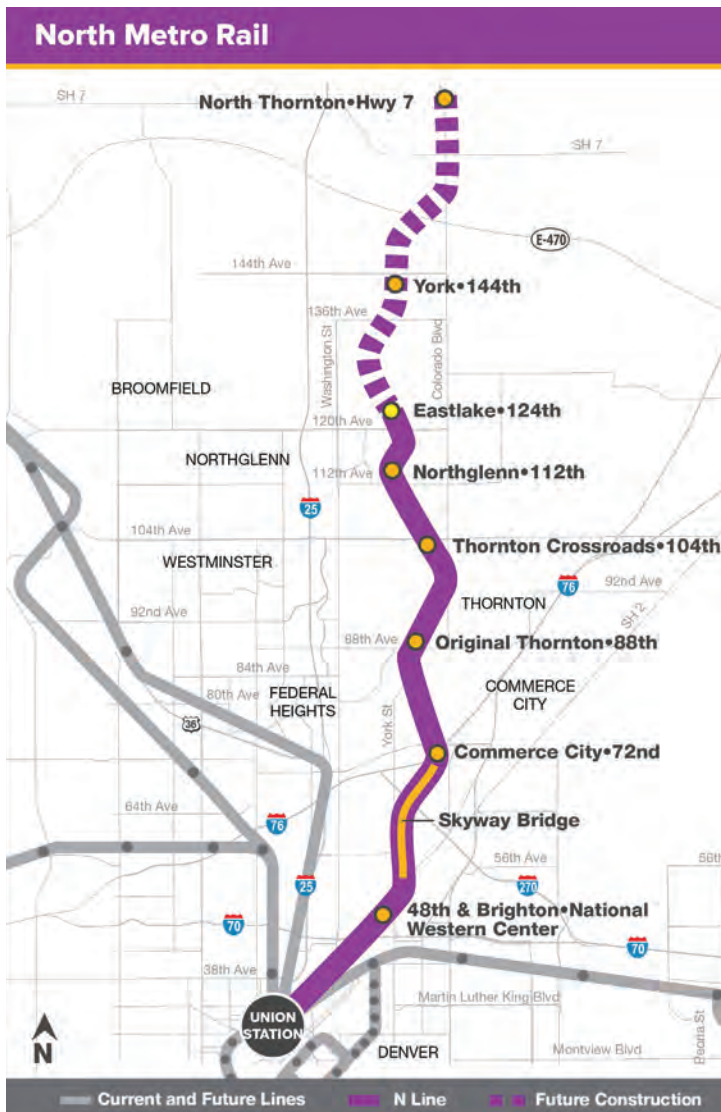 North Metro Rail
SH 7
North Thornton•Hwy 7
SH 7
E-470
144th Ave
York•144th
136th Ave
Washington St
Colorado Blvd
BROOMFIELD
Eastlake•124th
120th Ave
NORTHGLENN
112th Ave
Northglenn•112th
25
104th Ave
Thornton Crossroads•104th
WESTMINSTER
76
92nd Ave
THORNTON
SH 2
92nd Ave
88th Ave
Original Thornton•88th
84th Ave
80th Ave
FEDERAL
HEIGHTS
COMMERCE
CITY
36
York St
Commerce City•72nd
64th Ave
Skyway Bridge
76
56th Ave
56th
25
270
48th & Brighton•National
Western Center
70
70
38th Ave
UNION
STATION
Martin Luther King Blvd
Peoria St
N
DENVER
Montview Blvd
Current and Future Lines
N Line
Future Construction